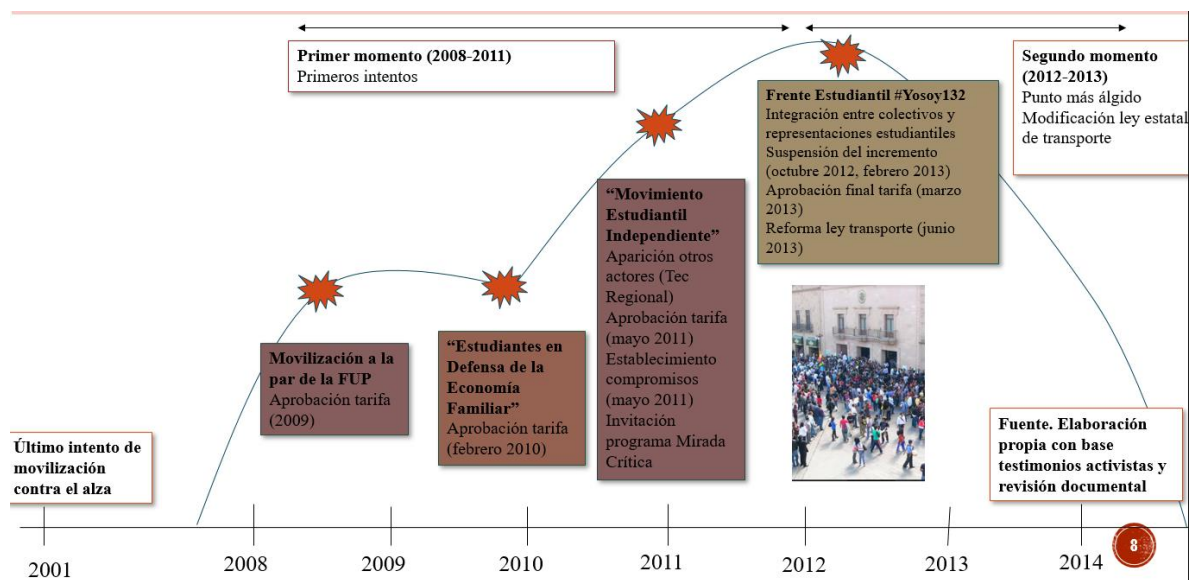 Primer momento (2008-2011)
Primeros intentos
Segundo momento
(2012-2013)
Punto más álgido
Modificación ley estatal
de transporte
Frente Estudiantil #Yosoy132
Integración entre colectivos y
representaciones estudiantiles
Suspensión del incremento
(octubre 2012, febrero 2013)
Aprobación final tarifa (marzo
2013)
Reforma ley transporte (junio
2013)
“Movimiento
Estudiantil
Independiente”
Aparición otros
actores (Tec
Regional)
Aprobación tarifa
(mayo 2011)
Establecimiento
compromisos
(mayo 2011)
Invitación
programa Mirada
Crítica
“Estudiantes en
Defensa de la
Economía
Familiar”
Aprobación tarifa
(febrero 2010)
Movilización a la
par de la FUP
Aprobación tarifa
(2009)
Último intento de
movilización
contra el alza
Fuente. Elaboración
propia con base
testimonios activistas y
revisión documental
2001
2008
2009
2010
2011
2012
2013
2014
8